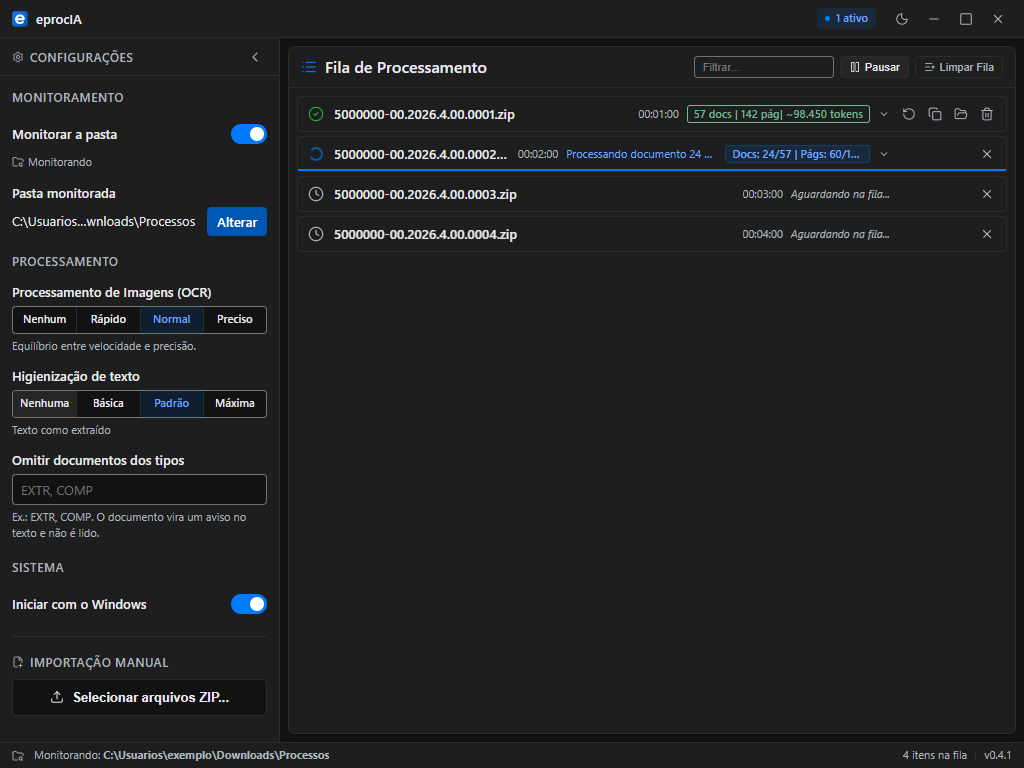 eprocIA
1 ativo
CONFIGURAÇÕES
MONITORAMENTO
Monitorar a pasta
Monitorando
Pasta monitorada
C:\Usuarios...wnloads\Processos
Alterar
PROCESSAMENTO
Processamento de Imagens (OCR)
Nenhum Rápido Normal Preciso
Equilíbrio entre velocidade e precisão.
Higienização de texto
Nenhuma Básica Padrão Máxima
Texto como extraído
Omitir documentos dos tipos
EXTR, COMP
Ex.: EXTR, COMP. O documento vira um aviso no
texto e não é lido.
SISTEMA
Iniciar com o Windows
IMPORTAÇÃO MANUAL
Selecionar arquivos ZIP...
Fila de Processamento
Filtrar...
Pausar
Limpar Fila
5000000-00.2026.4.00.0001.zip 00:01:00 57 docs | 142 pág| ~98.450 tokens
5000000-00.2026.4.00.0002... 00:02:00 Processando documento 24 ... Docs: 24/57 | Págs: 60/1...
5000000-00.2026.4.00.0003.zip 00:03:00 Aguardando na fila...
5000000-00.2026.4.00.0004.zip 00:04:00 Aguardando na fila...
Monitorando: C:\Usuarios\exemplo\Downloads\Processos
4 itens na fila
v0.4.1